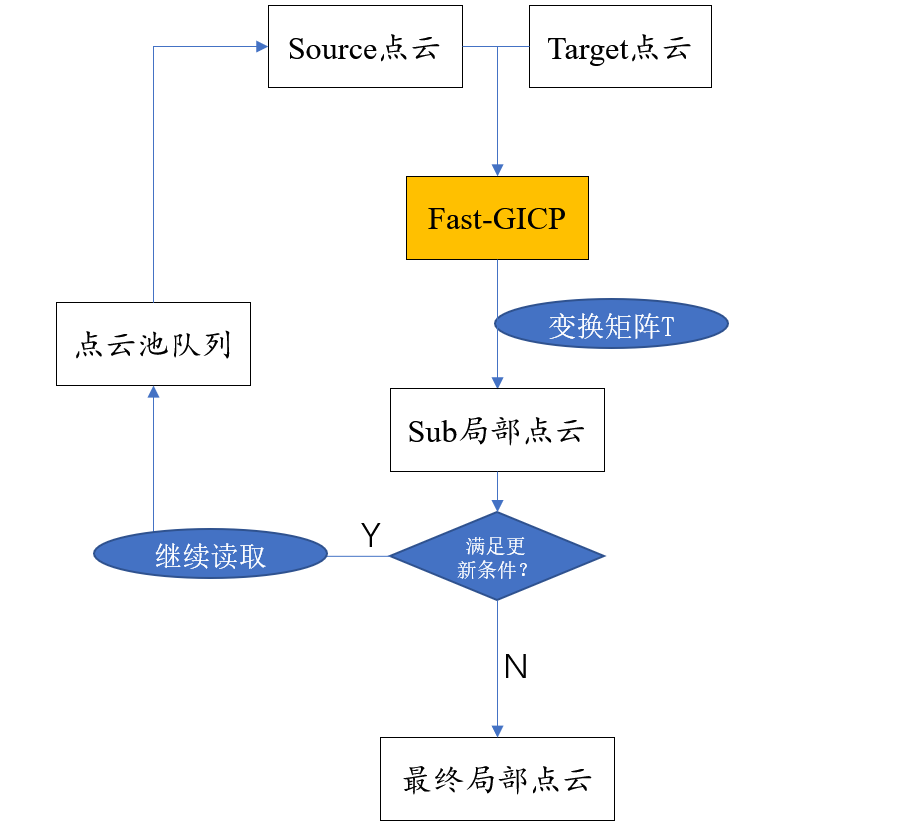 Source点云
Target点云
Fast-GICP
变换矩阵T
点云池队列
Sub局部点云
继续读取
Y
满足更
新条件？
N
最终局部点云